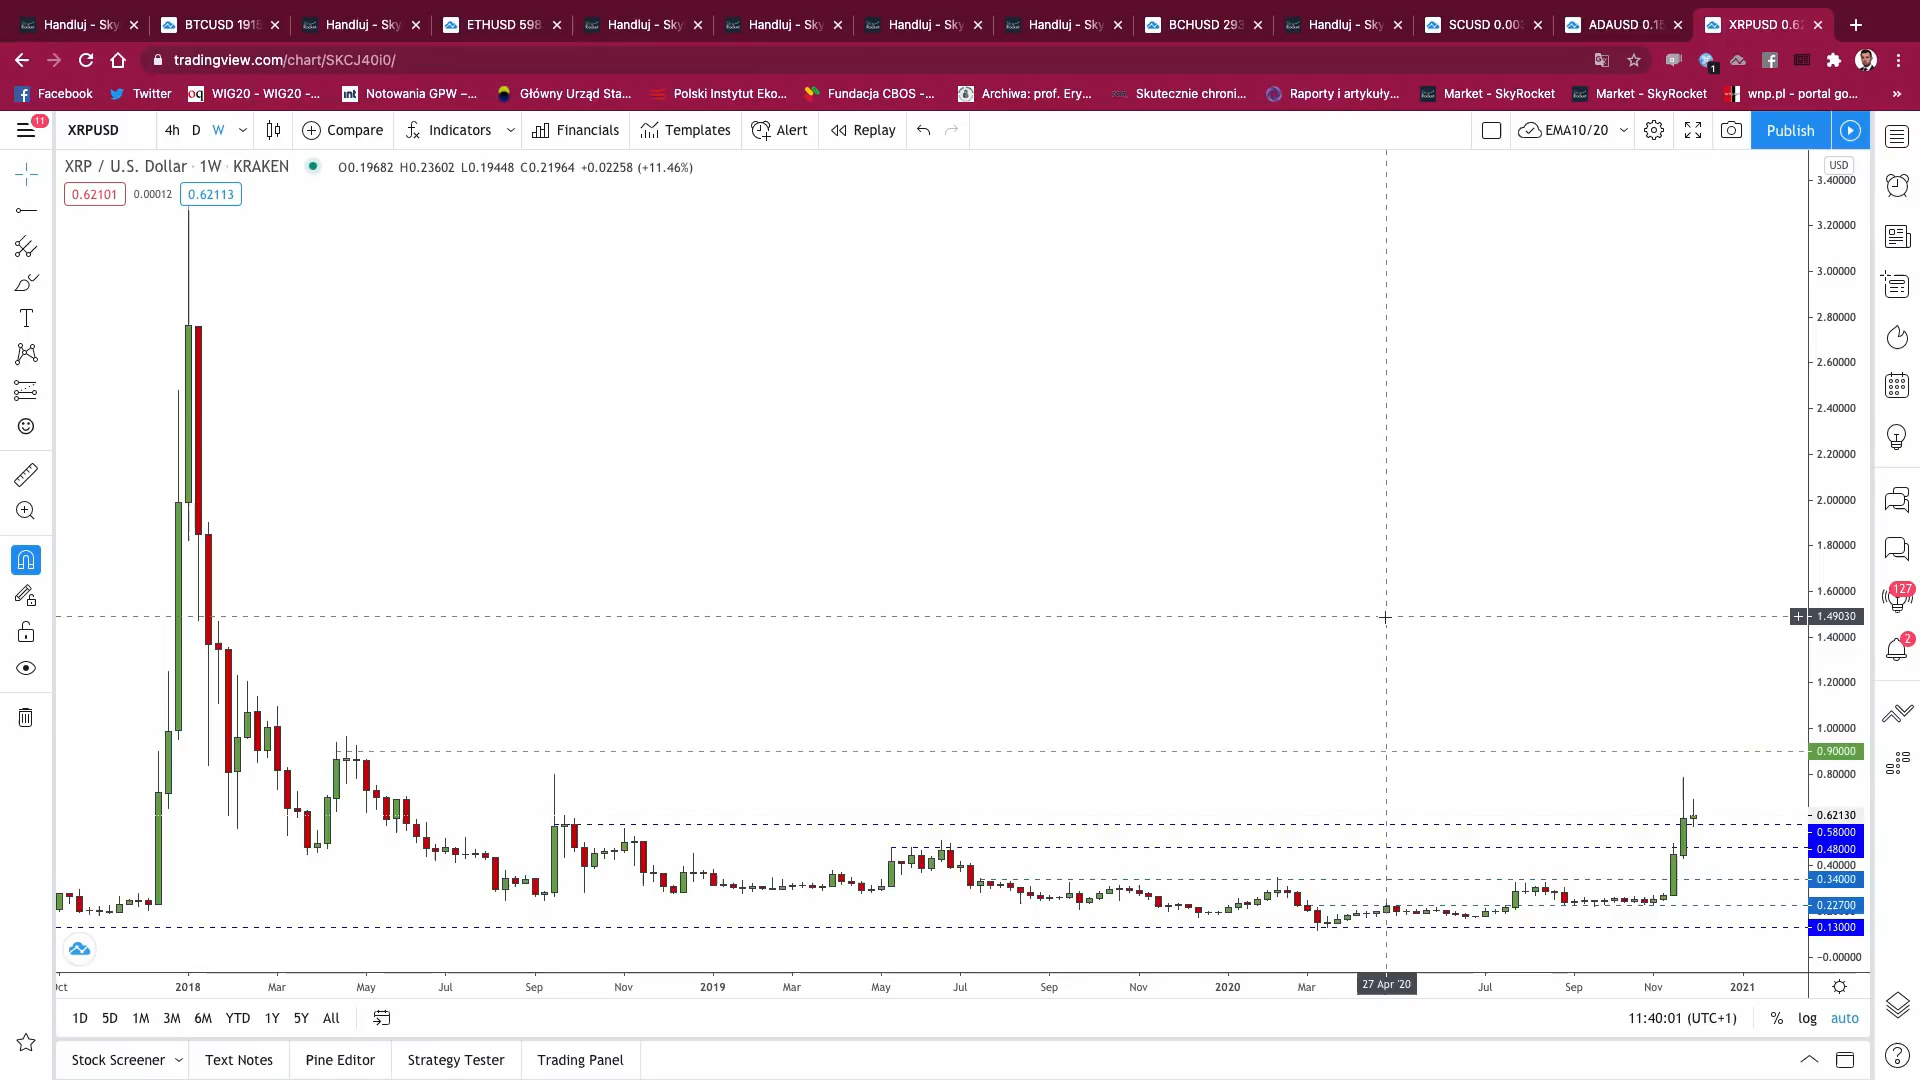 Handluj - Sky
BTCUSD 1915
Handluj - Sky
ETHUSD 598.
Handluj - Sky
Handluj - Sky
Handluj - Sky
Handluj - Sky
BCHUSD 293
Handluj - Sky
SCUSD 0.003
ADAUSD 0.15
XRPUSD 0.62
tradingview.com/chart/SKCJ40i0/
1
Facebook
Twitter
WIG20 - WIG20 -...
Notowania GPW –...
Główny Urząd Sta...
Polski Instytut Eko...
Fundacja CBOS -...
Archiwa: prof. Ery...
Skutecznie chroni...
Raporty i artykuły...
Market - SkyRocket
Market - SkyRocket
wnp.pl - portal go...
»
11
XRPUSD
4h
D
W
Compare
Indicators
Financials
Templates
Alert
Replay
EMA10/20
Publish
XRP / U.S. Dollar · 1W · KRAKEN
O0.19682 H0.23602 L0.19448 C0.21964 +0.02258 (+11.46%)
0.62101
0.00012
0.62113
USD
3.40000
3.20000
3.00000
2.80000
2.60000
2.40000
2.20000
2.00000
1.80000
1.60000
1.49030
1.40000
1.20000
1.00000
0.90000
0.80000
0.62130
0.58000
0.48000
0.40000
0.34000
0.22700
0.13000
-0.00000
127
2
2018
Mar
May
Jul
Sep
Nov
2019
Mar
May
Jul
Sep
Nov
2020
Mar
27 Apr '20
Jul
Sep
Nov
2021
1D
5D
1M
3M
6M
YTD
1Y
5Y
All
11:40:01 (UTC+1)
%
log
auto
Stock Screener
Text Notes
Pine Editor
Strategy Tester
Trading Panel